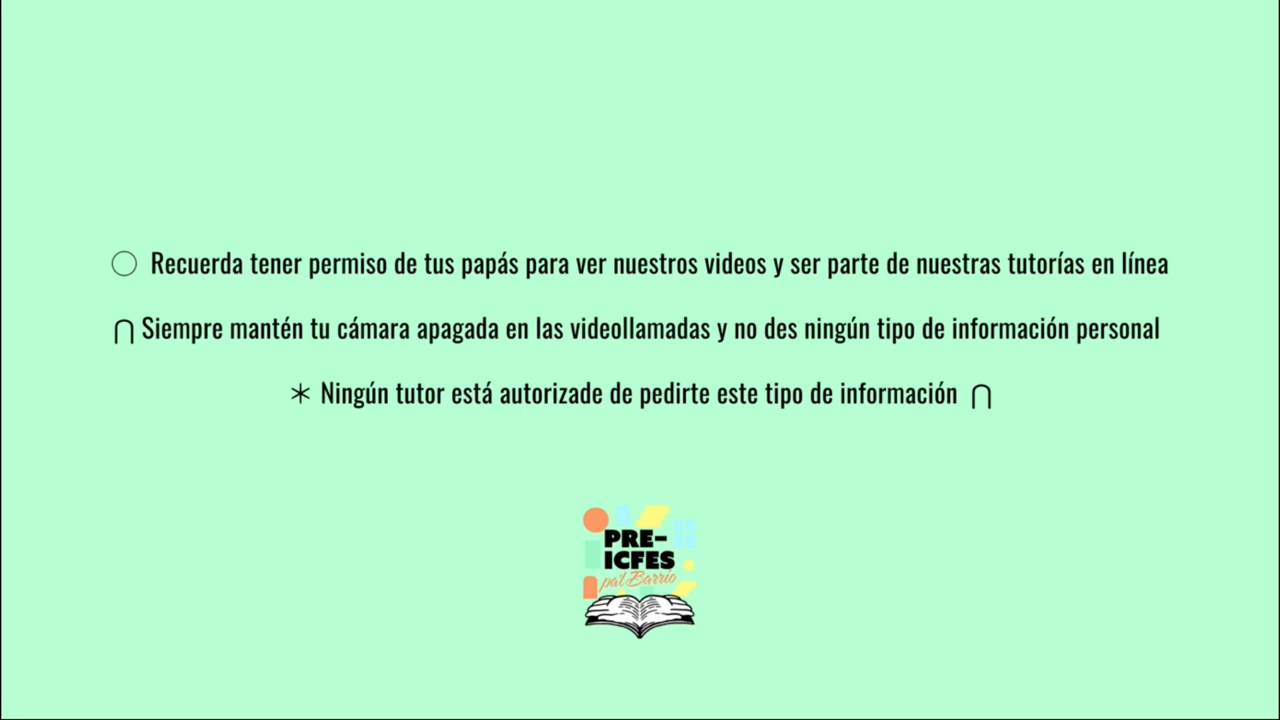 Recuerda tener permiso de tus papás para ver nuestros videos y ser parte de nuestras tutorías en línea
Siempre mantén tu cámara apagada en las videollamadas y no des ningún tipo de información personal
Ningún tutor está autorizade de pedirte este tipo de información
PRE-
ICFES
pa'l Barrio